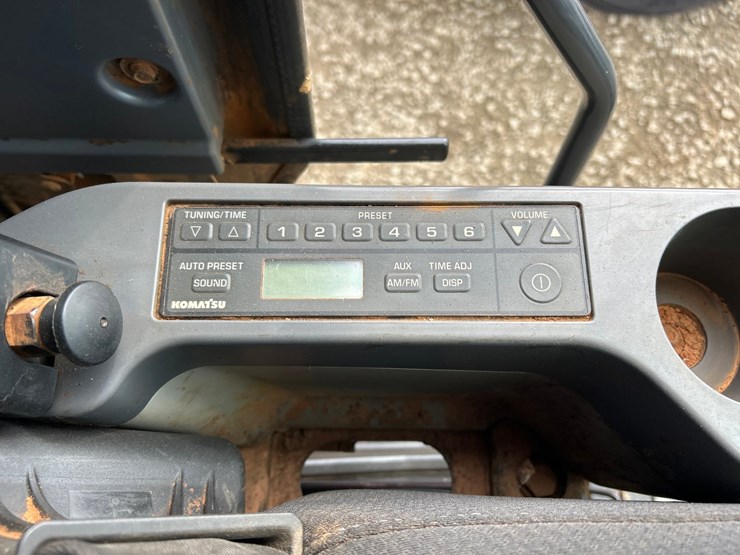 TUNING/TIME PRESET VOLUME
1 2 3 4 5 6
AUTO PRESET AUX TIME ADJ
SOUND AM/FM DISP
KOMATSU